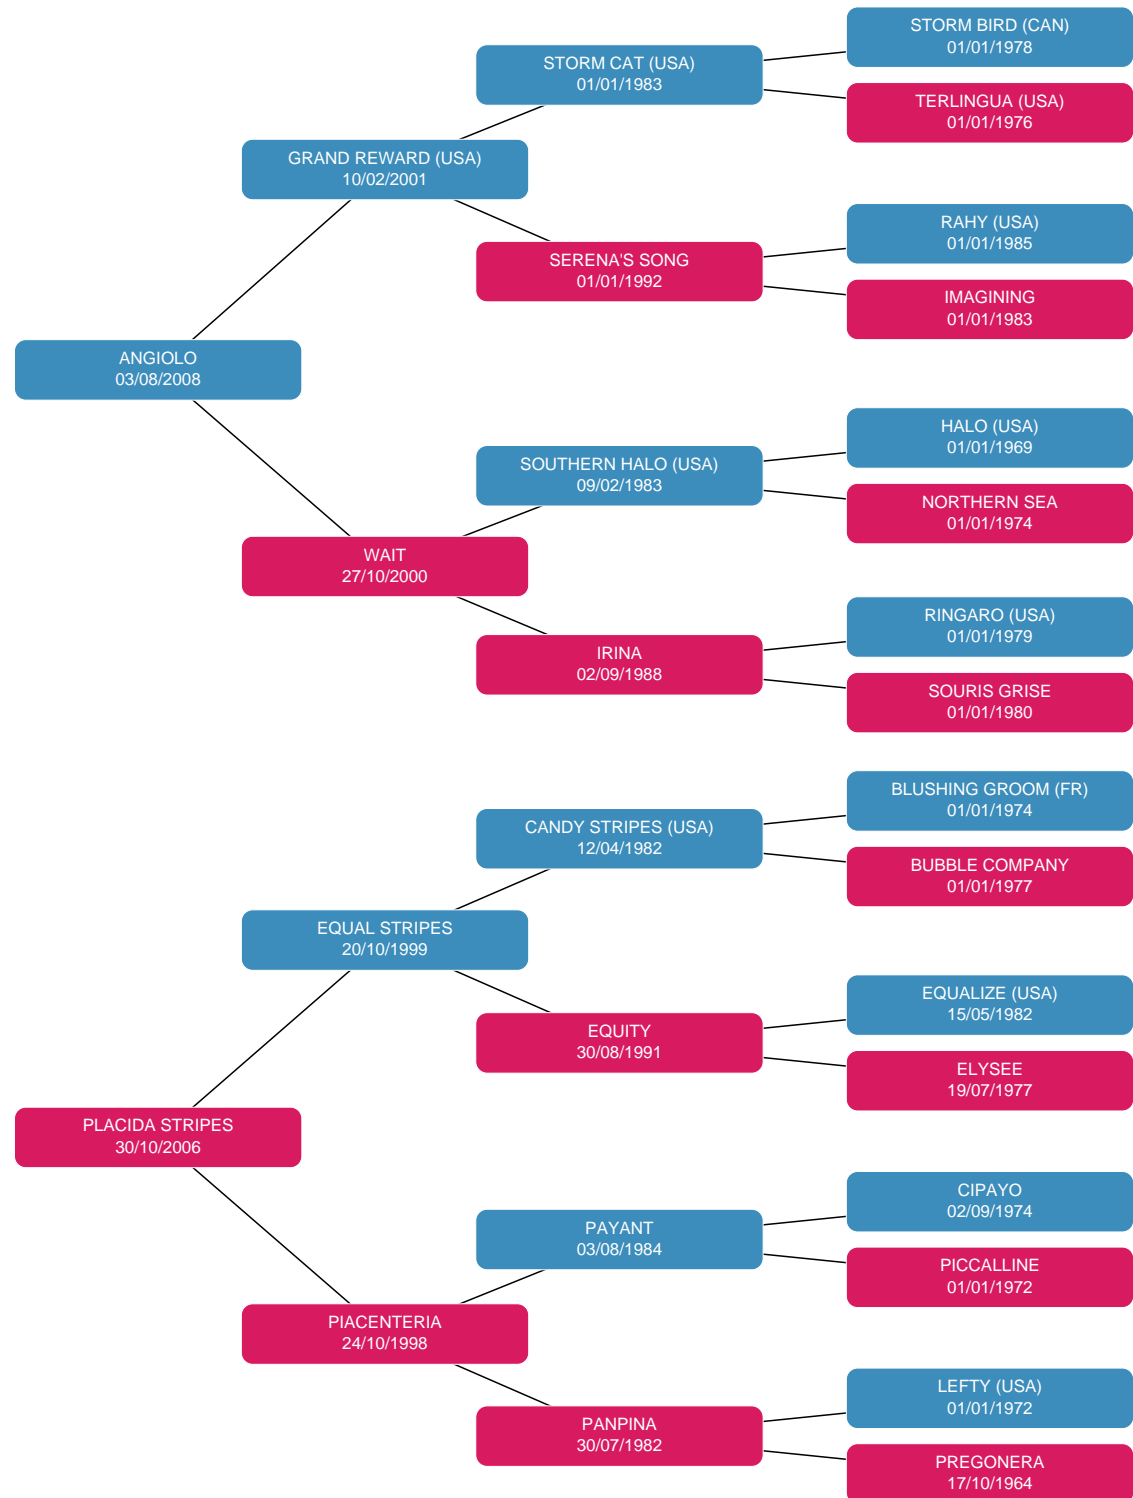 STORM BIRD (CAN)
01/01/1978
STORM CAT (USA)
01/01/1983
TERLINGUA (USA)
01/01/1976
GRAND REWARD (USA)
10/02/2001
RAHY (USA)
01/01/1985
SERENA'S SONG
01/01/1992
IMAGINING
01/01/1983
ANGIOLO
03/08/2008
HALO (USA)
01/01/1969
SOUTHERN HALO (USA)
09/02/1983
NORTHERN SEA
01/01/1974
WAIT
27/10/2000
RINGARO (USA)
01/01/1979
IRINA
02/09/1988
SOURIS GRISE
01/01/1980
BLUSHING GROOM (FR)
01/01/1974
CANDY STRIPES (USA)
12/04/1982
BUBBLE COMPANY
01/01/1977
EQUAL STRIPES
20/10/1999
EQUALIZE (USA)
15/05/1982
EQUITY
30/08/1991
ELYSEE
19/07/1977
PLACIDA STRIPES
30/10/2006
CIPAYO
02/09/1974
PAYANT
03/08/1984
PICCALLINE
01/01/1972
PIACENTERIA
24/10/1998
LEFTY (USA)
01/01/1972
PANPINA
30/07/1982
PREGONERA
17/10/1964